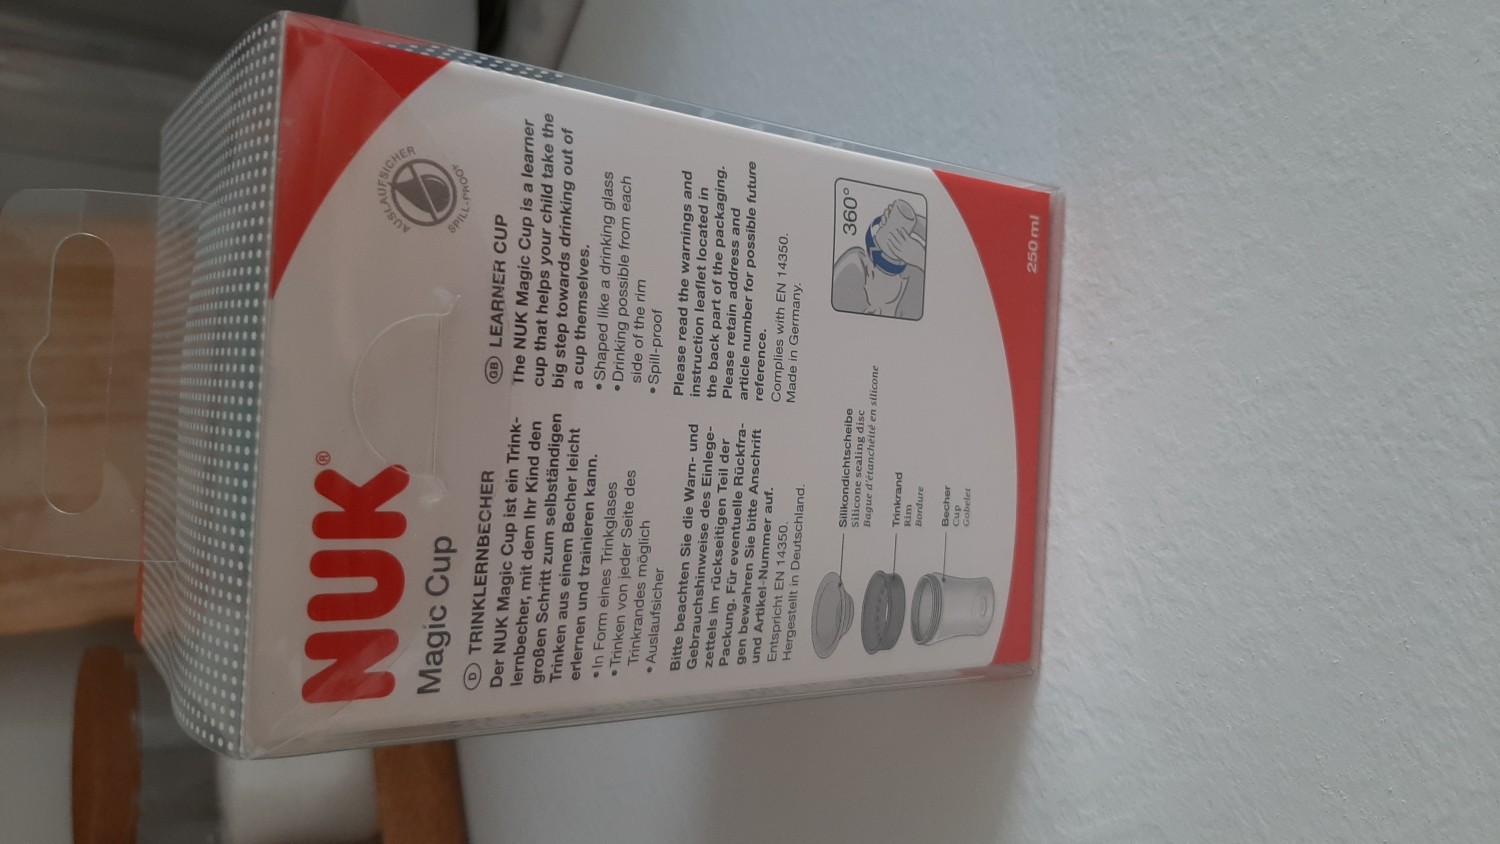 NUK®
Magic Cup
AUSLAUFSICHER
SPILL-PROOF
D TRINKLERNBECHER
Der NUK Magic Cup ist ein Trink-
lernbecher, mit dem Ihr Kind den
großen Schritt zum selbständigen
Trinken aus einem Becher leicht
erlernen und trainieren kann.
• In Form eines Trinkglases
• Trinken von jeder Seite des
Trinkrandes möglich
• Auslaufsicher
Bitte beachten Sie die Warn- und
Gebrauchshinweise des Einlege-
zettels im rückseitigen Teil der
Packung. Für eventuelle Rückfra-
gen bewahren Sie bitte Anschrift
und Artikel-Nummer auf.
Entspricht EN 14350.
Hergestellt in Deutschland.
GB LEARNER CUP
The NUK Magic Cup is a learner
cup that helps your child take the
big step towards drinking out of
a cup themselves.
• Shaped like a drinking glass
• Drinking possible from each
side of the rim
• Spill-proof
Please read the warnings and
instruction leaflet located in
the back part of the packaging.
Please retain address and
article number for possible future
reference.
Complies with EN 14350.
Made in Germany.
Silikondichtscheibe
Silicone sealing disc
Bague d'étanchéité en silicone
Trinkrand
Rim
Bordure
Becher
Cup
Gobelet
360°
250 ml